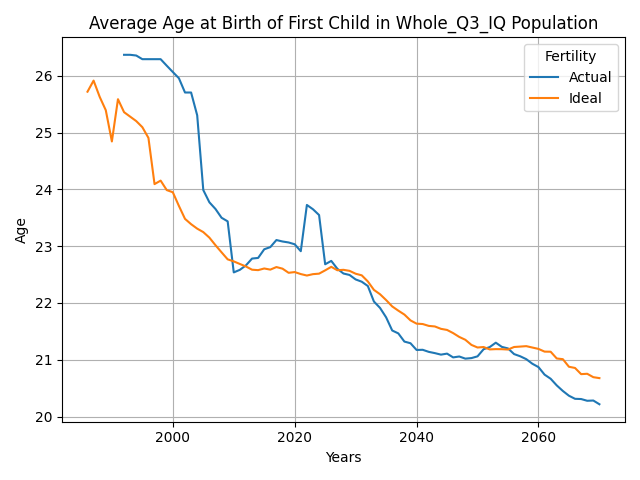 Average Age at Birth of First Child in Whole_Q3_IQ Population
Fertility
Actual
Ideal
26
25
24
23
22
21
20
Age
2000
2020
2040
2060
Years